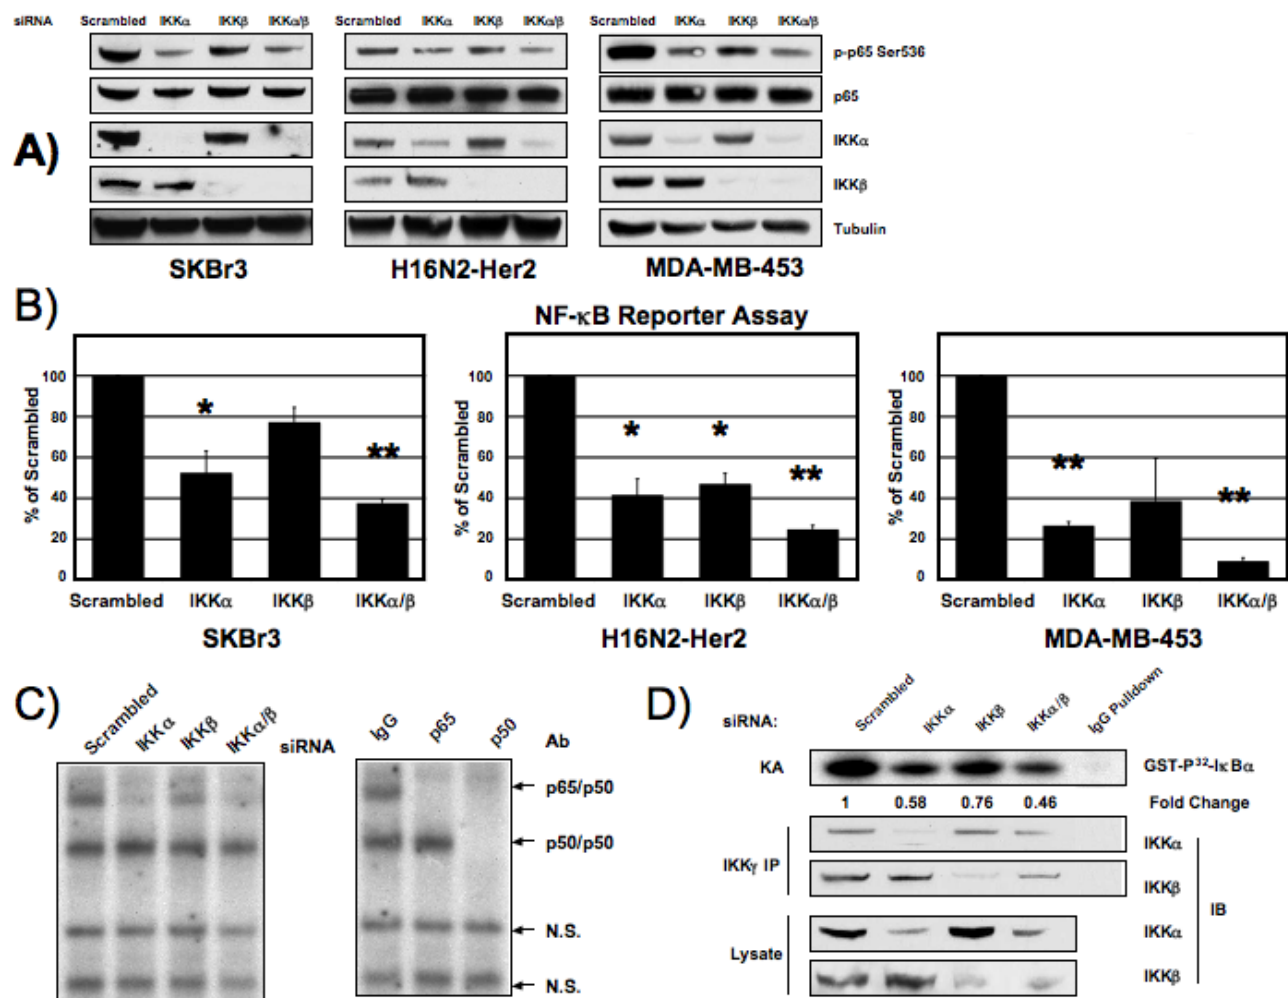 siRNA Scrambled IKKα IKKβ IKKα/β Scrambled IKKα IKKβ IKKα/β Scrambled IKKα IKKβ IKKα/β
p-p65 Ser536
p65
A)
IKKα
IKKβ
Tubulin
SKBr3 H16N2-Her2 MDA-MB-453
B)
NF-κB Reporter Assay
% of Scrambled
100
80
60
40
20
0
*
**
Scrambled IKKα IKKβ IKKα/β
SKBr3
% of Scrambled
100
80
60
40
20
0
*
*
**
Scrambled IKKα IKKβ IKKα/β
H16N2-Her2
% of Scrambled
100
80
60
40
20
0
**
**
Scrambled IKKα IKKβ IKKα/β
MDA-MB-453
C)
Scrambled IKKα IKKβ IKKα/β siRNA
IgG p65 p50 Ab
p65/p50
p50/p50
N.S.
N.S.
D)
siRNA: Scrambled IKKα IKKβ IKKα/β IgG Pulldown
KA GST-P³²-IκBα
1 0.58 0.76 0.46 Fold Change
IKKγ IP
IKKα
IKKβ
Lysate
IKKα
IKKβ
IB